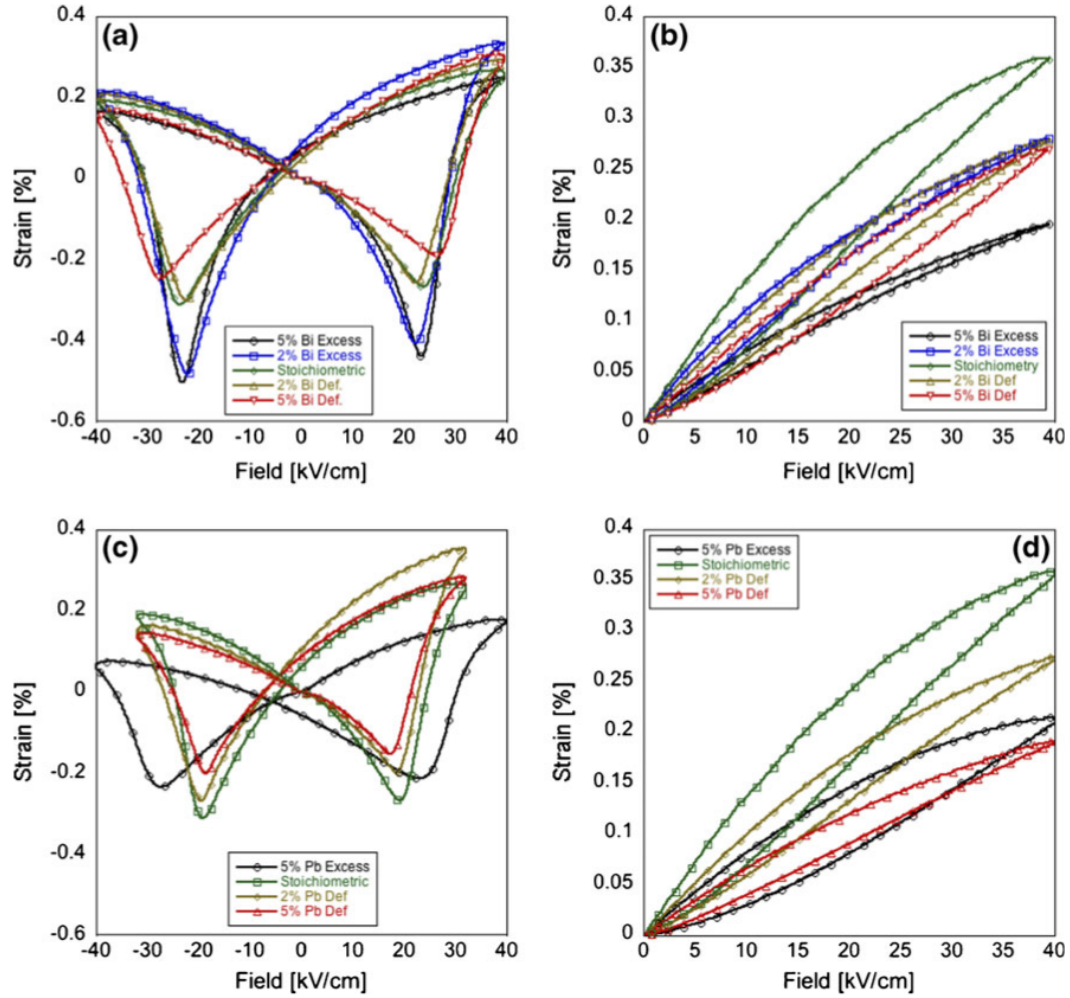 (a)
0.4
0.2
0
-0.2
-0.4
-0.6
Strain [%]
5% Bi Excess
2% Bi Excess
Stoichiometric
2% Bi Def.
5% Bi Def.
-40 -30 -20 -10 0 10 20 30 40
Field [kV/cm]
(b)
0.4
0.35
0.3
0.25
0.2
0.15
0.1
0.05
0
Strain [%]
5% Bi Excess
2% Bi Excess
Stoichiometry
2% Bi Def
5% Bi Def
0 5 10 15 20 25 30 35 40
Field [kV/cm]
(c)
0.4
0.2
0
-0.2
-0.4
-0.6
Strain [%]
5% Pb Excess
Stoichiometric
2% Pb Def
5% Pb Def
-40 -30 -20 -10 0 10 20 30 40
Field [kV/cm]
(d)
5% Pb Excess
Stoichiometric
2% Pb Def
5% Pb Def
0.4
0.35
0.3
0.25
0.2
0.15
0.1
0.05
0
Strain [%]
0 5 10 15 20 25 30 35 40
Field [kV/cm]